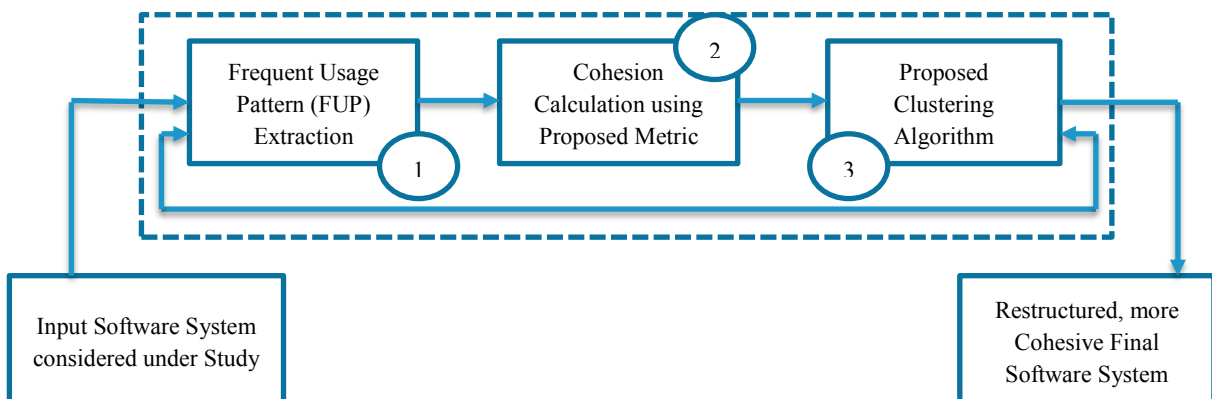 Frequent Usage
Pattern (FUP)
Extraction
1
Cohesion
Calculation using
Proposed Metric
2
Proposed
Clustering
Algorithm
3
Input Software System
considered under Study
Restructured, more
Cohesive Final
Software System